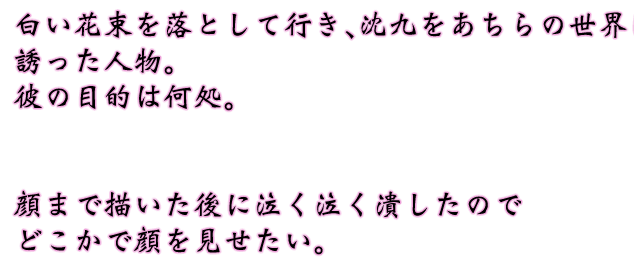 白い花束を落として行き、沈九をあちらの世界に
誘った人物。
彼の目的は何処。
顔まで描いた後に泣く泣く潰したので
どこかで顔を見せたい。